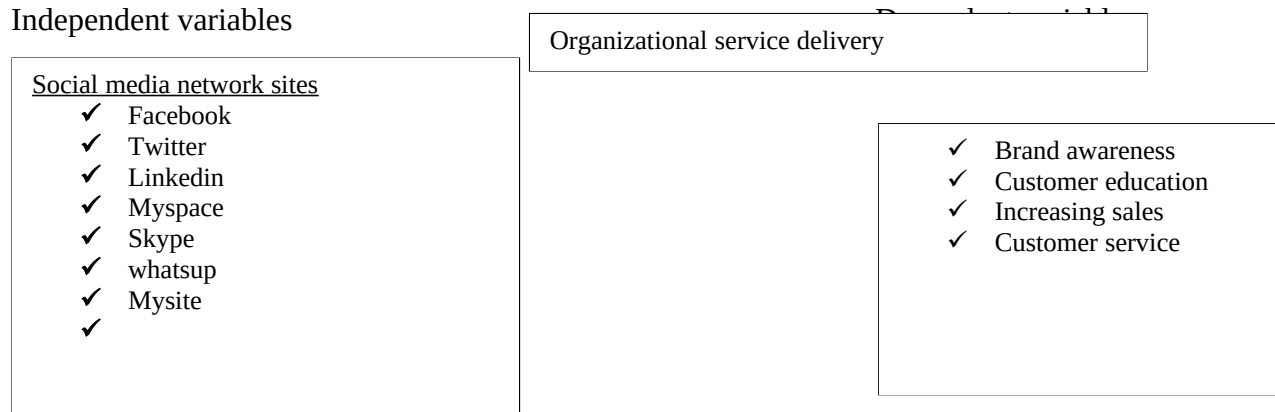 Independent variables
Organizational service delivery
Social media network sites
✓ Facebook
✓ Twitter
✓ Linkedin
✓ Myspace
✓ Skype
✓ whatsup
✓ Mysite
✓
✓ Brand awareness
✓ Customer education
✓ Increasing sales
✓ Customer service